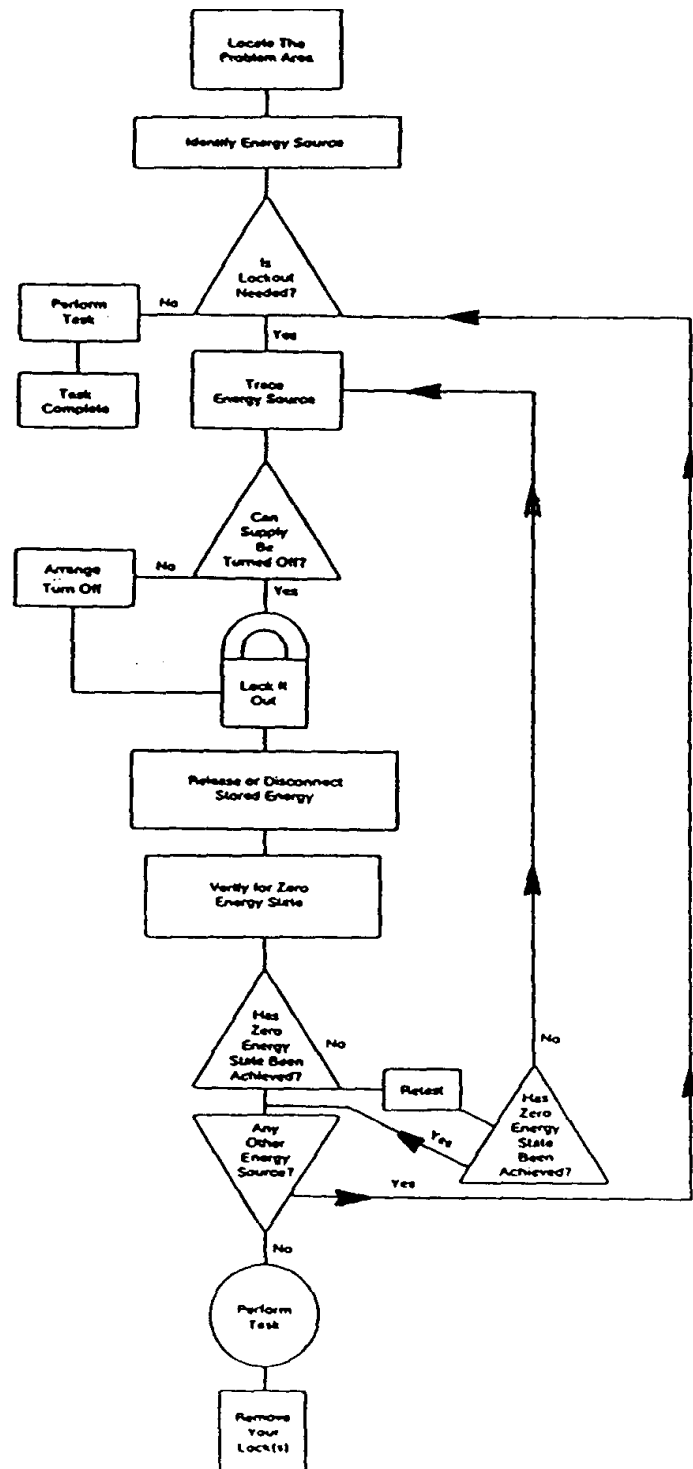 Locate The
Problem Area
Identify Energy Source
Is
Lockout
Needed?
No
Perform
Task
Yes
Task
Complete
Trace
Energy Source
Can
Supply
Be
Turned Off?
No
Arrange
Turn Off
Yes
Lock It
Out
Release or Disconnect
Stored Energy
Verify for Zero
Energy State
Has
Zero
Energy
State Been
Achieved?
No
Retest
No
Has
Zero
Energy
State
Been
Achieved?
Yes
Any
Other
Energy
Source?
Yes
No
Perform
Task
Remove
Your
Lock(s)